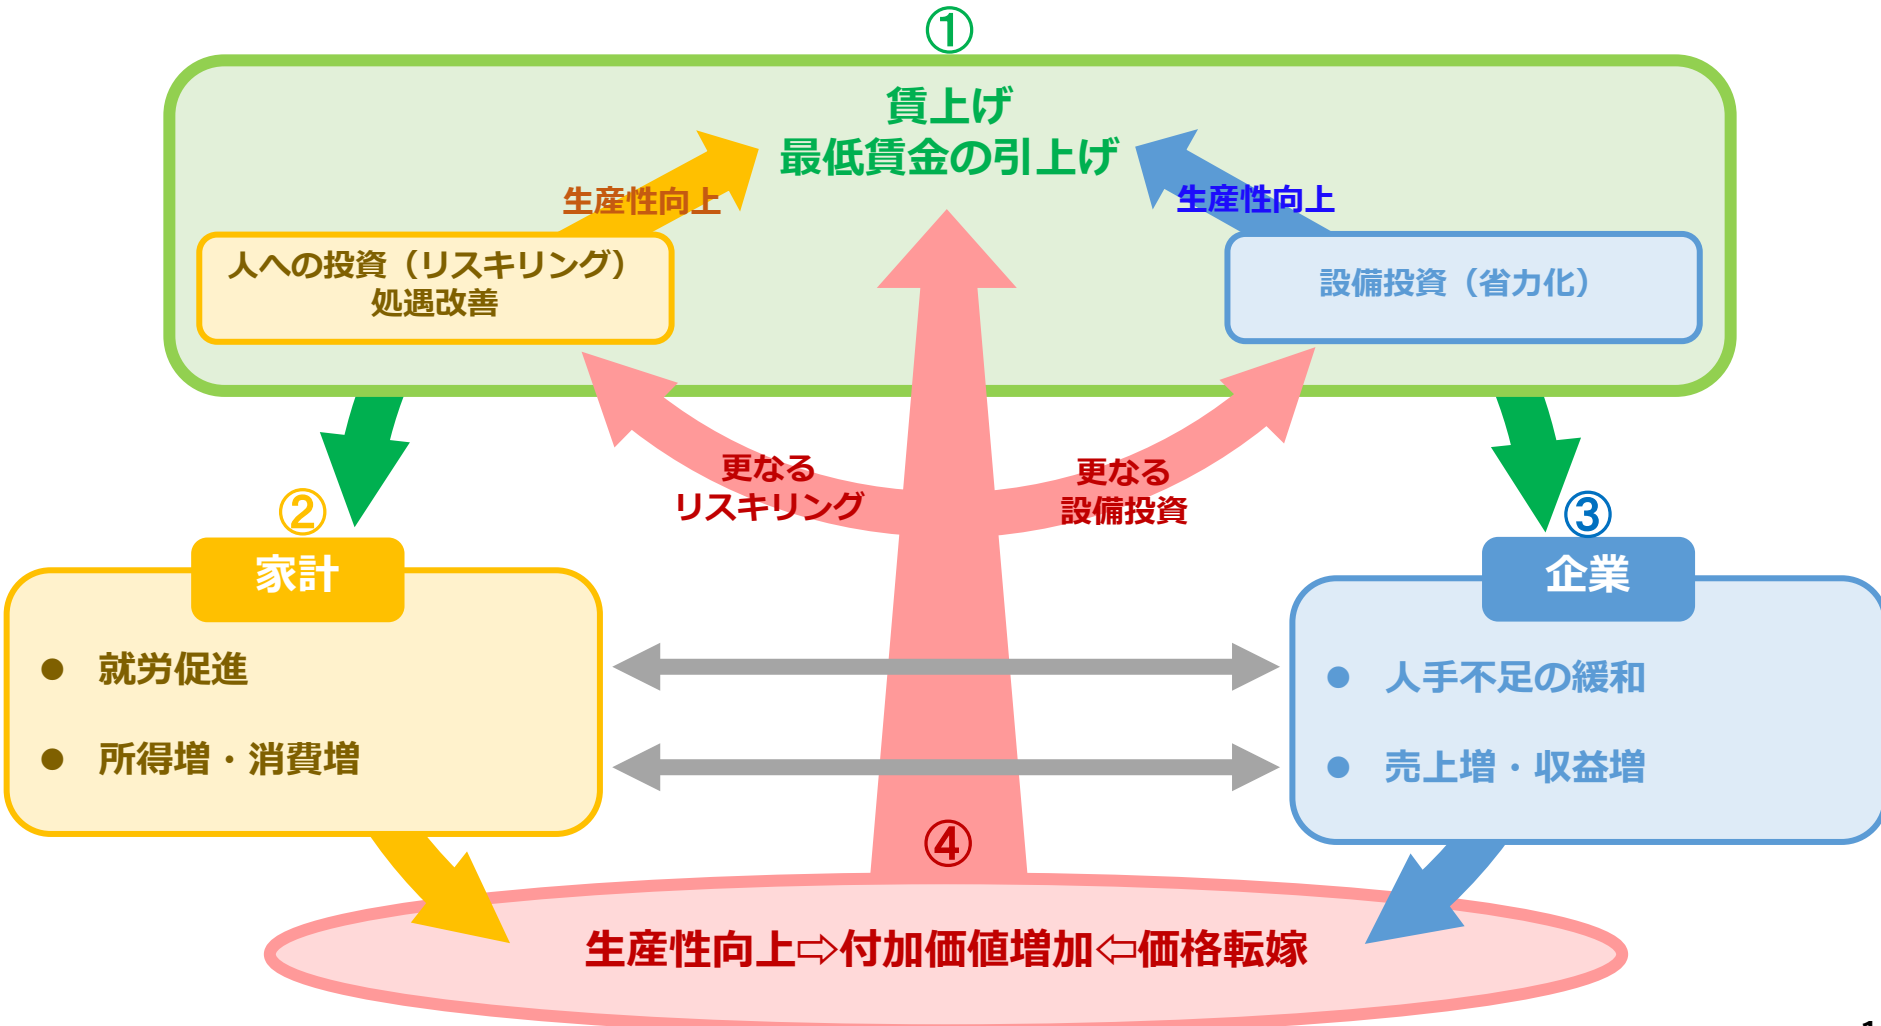 ①
賃上げ
最低賃金の引上げ
生産性向上
生産性向上
人への投資（リスキリング）
処遇改善
設備投資（省力化）
更なる
リスキリング
更なる
設備投資
②
家計
● 就労促進
● 所得増・消費増
③
企業
● 人手不足の緩和
● 売上増・収益増
④
生産性向上⇨付加価値増加⇦価格転嫁